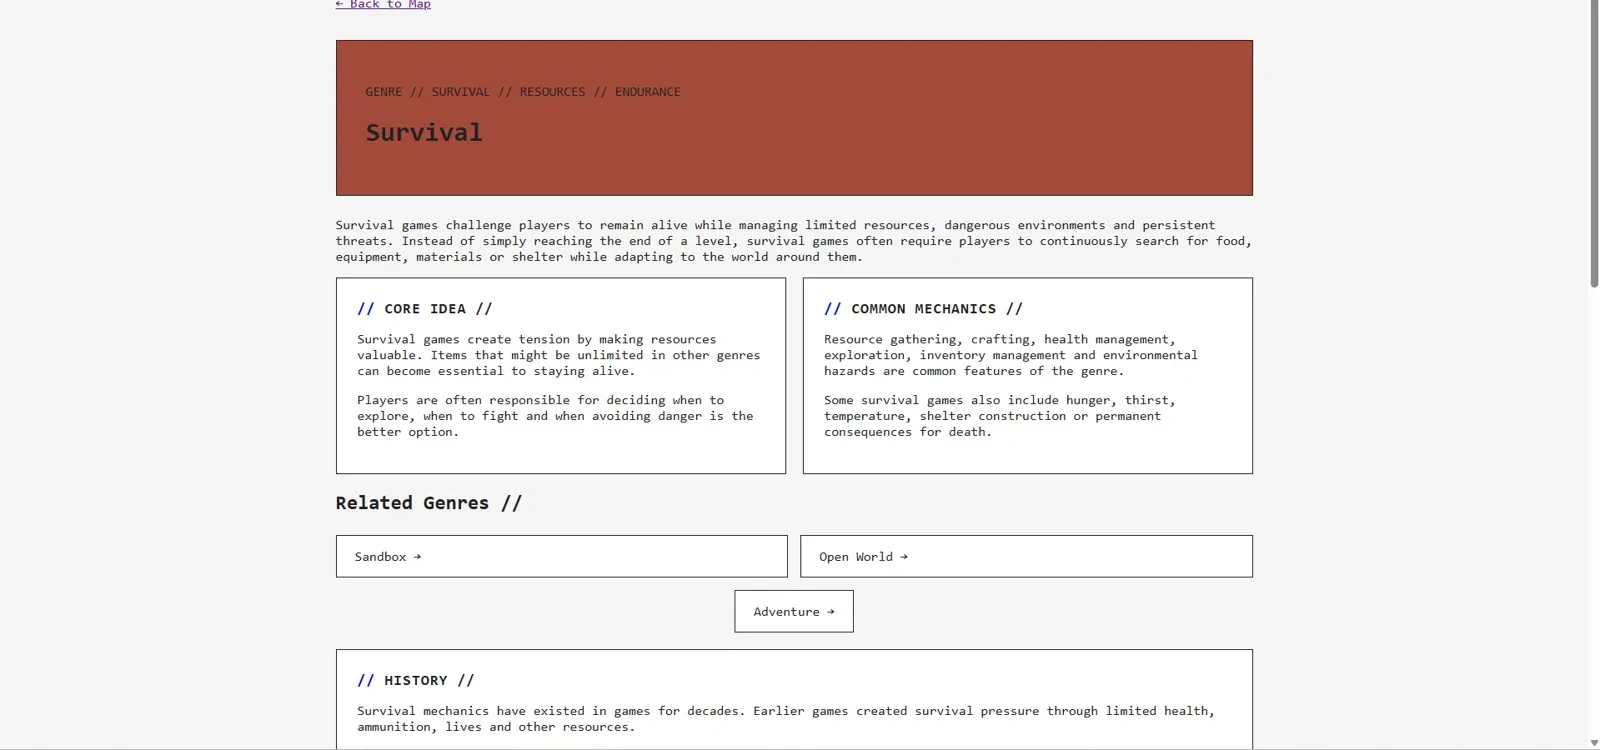 ← Back to Map
GENRE // SURVIVAL // RESOURCES // ENDURANCE
Survival
Survival games challenge players to remain alive while managing limited resources, dangerous environments and persistent
threats. Instead of simply reaching the end of a level, survival games often require players to continuously search for food,
equipment, materials or shelter while adapting to the world around them.
// CORE IDEA //
Survival games create tension by making resources
valuable. Items that might be unlimited in other genres
can become essential to staying alive.
Players are often responsible for deciding when to
explore, when to fight and when avoiding danger is the
better option.
// COMMON MECHANICS //
Resource gathering, crafting, health management,
exploration, inventory management and environmental
hazards are common features of the genre.
Some survival games also include hunger, thirst,
temperature, shelter construction or permanent
consequences for death.
Related Genres //
Sandbox →
Open World →
Adventure →
// HISTORY //
Survival mechanics have existed in games for decades. Earlier games created survival pressure through limited health,
ammunition, lives and other resources.